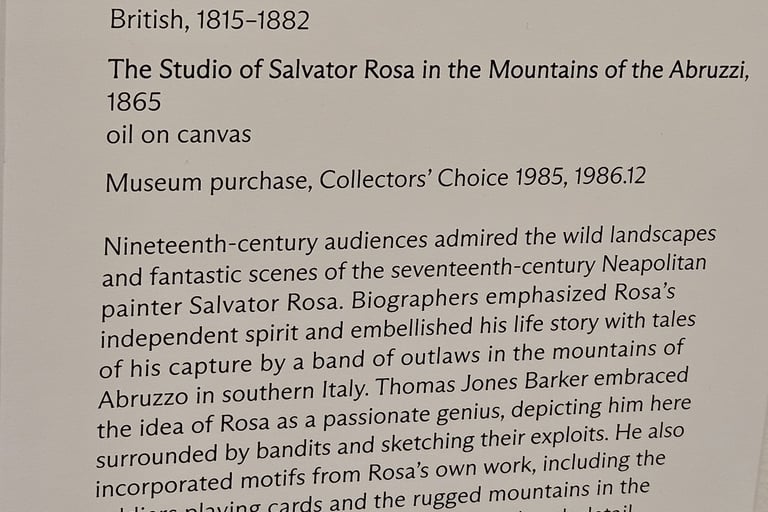 British, 1815–1882
The Studio of Salvator Rosa in the Mountains of the Abruzzi,
1865
oil on canvas
Museum purchase, Collectors’ Choice 1985, 1986.12
Nineteenth-century audiences admired the wild landscapes
and fantastic scenes of the seventeenth-century Neapolitan
painter Salvator Rosa. Biographers emphasized Rosa’s
independent spirit and embellished his life story with tales
of his capture by a band of outlaws in the mountains of
Abruzzo in southern Italy. Thomas Jones Barker embraced
the idea of Rosa as a passionate genius, depicting him here
surrounded by bandits and sketching their exploits. He also
incorporated motifs from Rosa’s own work, including the
playing cards and the rugged mountains in the